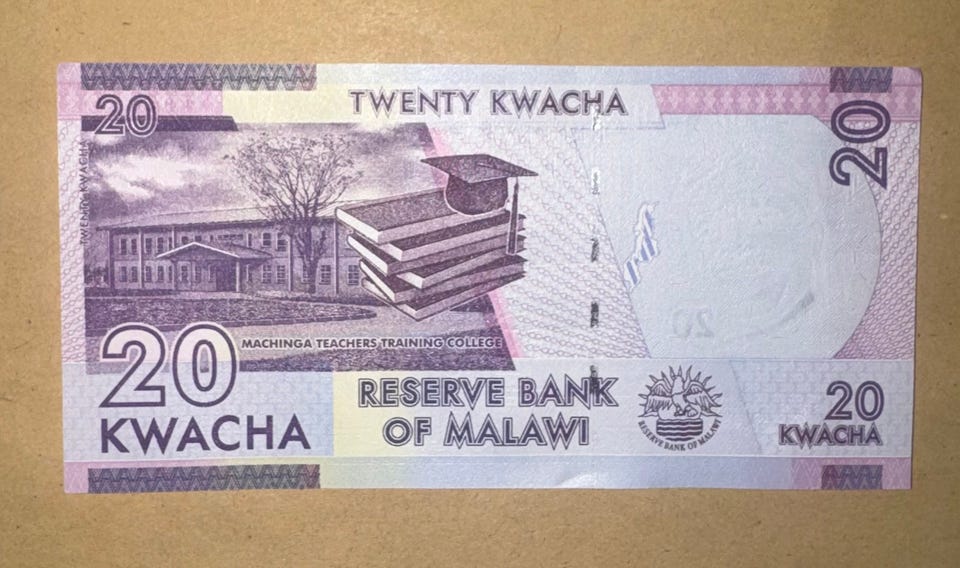 20
TWENTY KWACHA
20
TWENTY KWACHA
MACHINGA TEACHERS TRAINING COLLEGE
20
KWACHA
RESERVE BANK
OF MALAWI
RESERVE BANK OF MALAWI
20
KWACHA
20